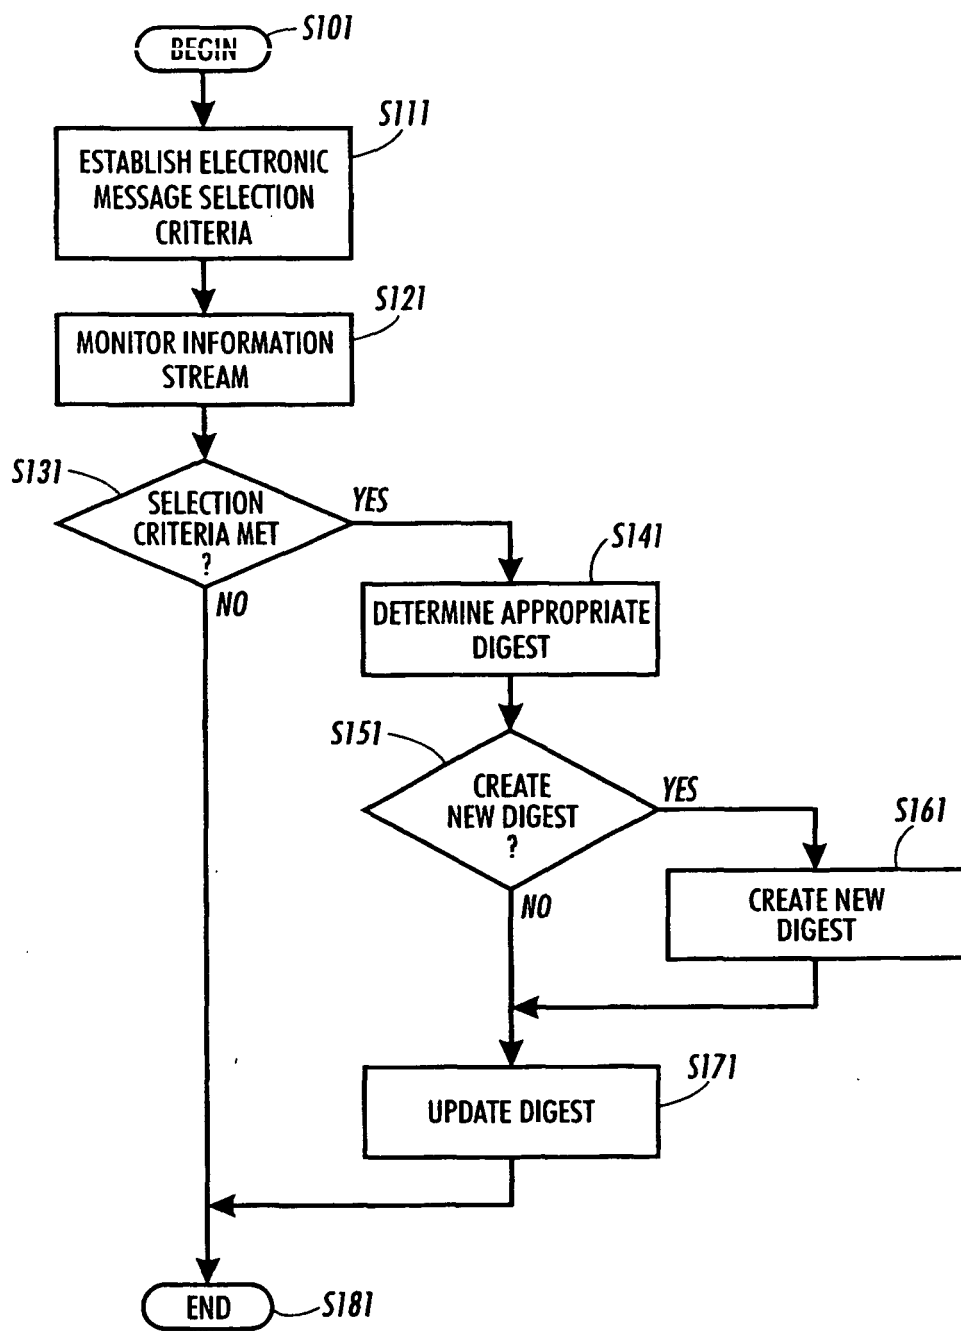 BEGIN
S101
S111
ESTABLISH ELECTRONIC
MESSAGE SELECTION
CRITERIA
S121
MONITOR INFORMATION
STREAM
S131
SELECTION
CRITERIA MET
?
YES
NO
S141
DETERMINE APPROPRIATE
DIGEST
S151
CREATE
NEW DIGEST
?
YES
NO
S161
CREATE NEW
DIGEST
S171
UPDATE DIGEST
END
S181